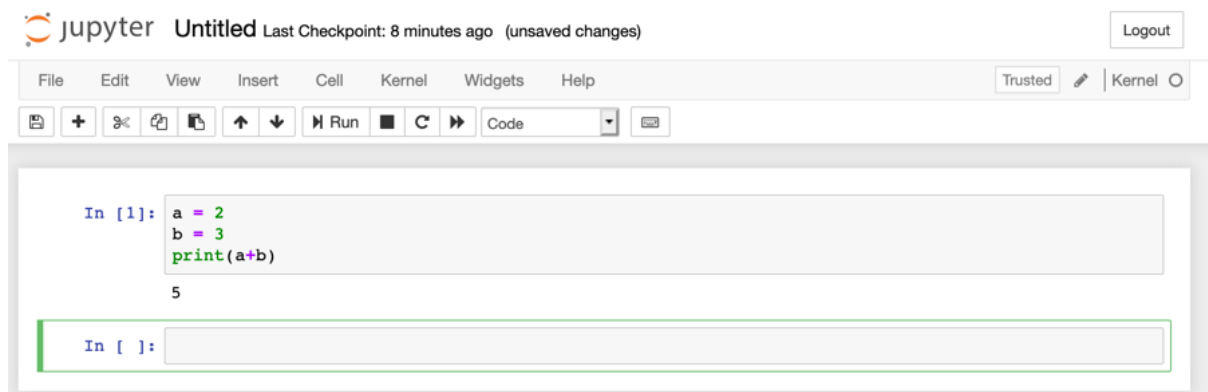 jupyter Untitled Last Checkpoint: 8 minutes ago (unsaved changes) Logout
File Edit View Insert Cell Kernel Widgets Help Trusted Kernel
Run Code
In [1]: a = 2
b = 3
print(a+b)
5
In [ ]: